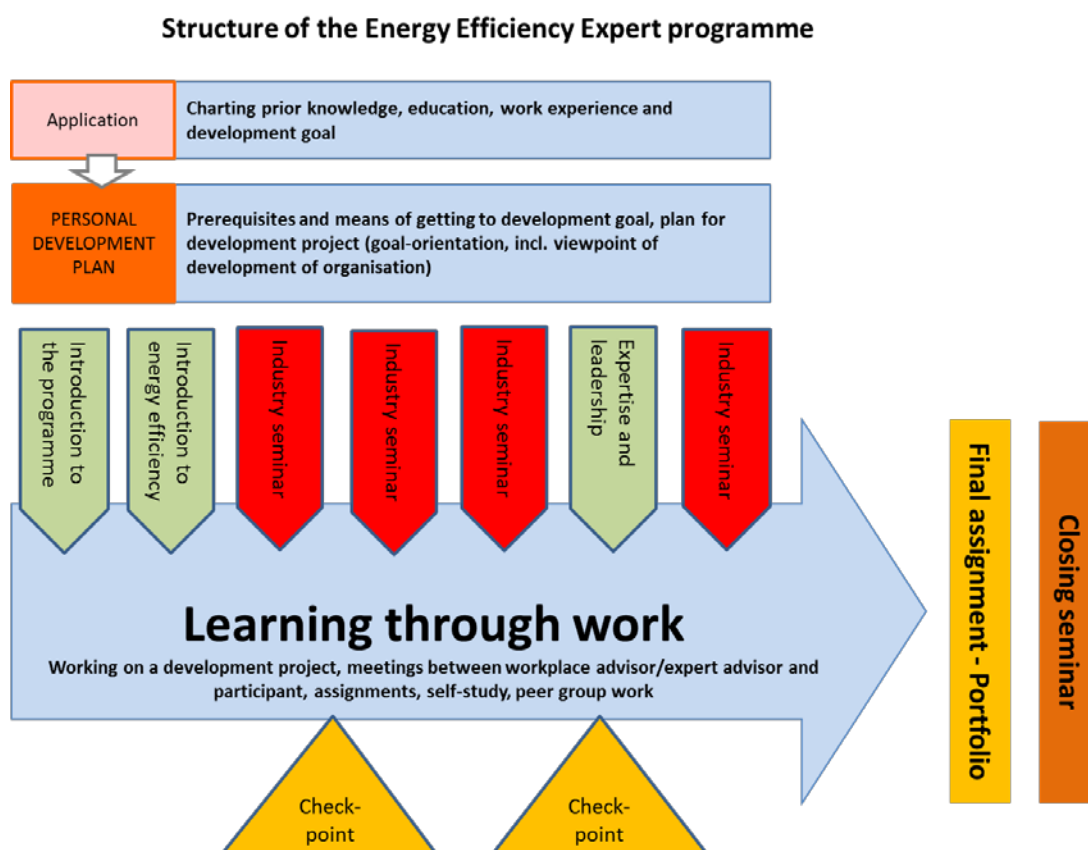 Structure of the Energy Efficiency Expert programme
Application
Charting prior knowledge, education, work experience and
development goal
PERSONAL
DEVELOPMENT
PLAN
Prerequisites and means of getting to development goal, plan for
development project (goal-orientation, incl. viewpoint of
development of organisation)
Introduction to
the programme
Introduction to
energy efficiency
Industry seminar
Industry seminar
Industry seminar
Expertise and
leadership
Industry seminar
Learning through work
Working on a development project, meetings between workplace advisor/expert advisor and
participant, assignments, self-study, peer group work
Final assignment - Portfolio
Closing seminar
Check-
point
Check-
point